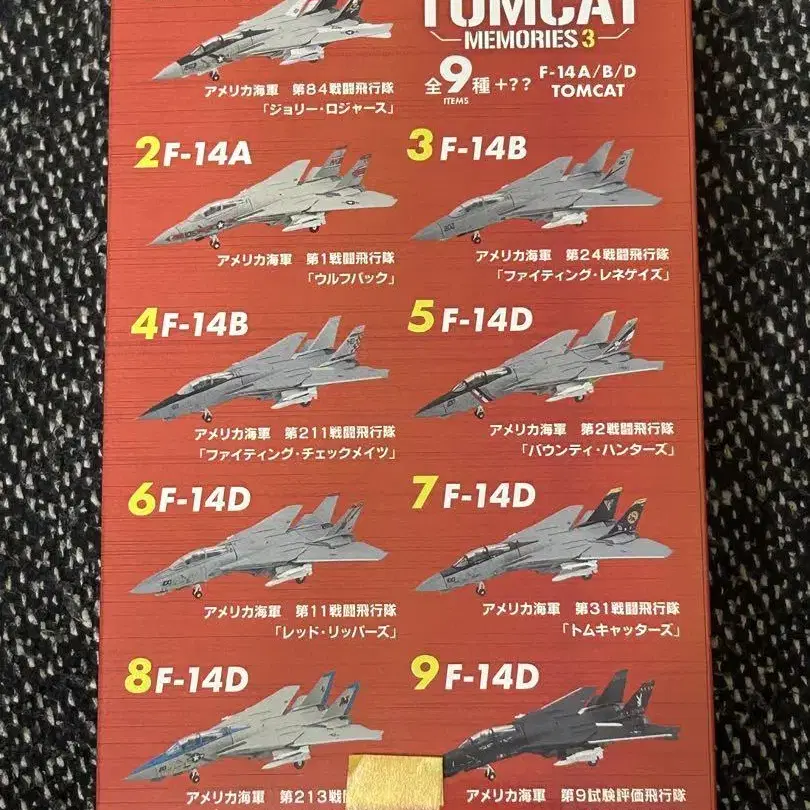 TOMCAT
MEMORIES 3
全9種+??
ITEMS
F-14A/B/D
TOMCAT
アメリカ海軍 第84戦闘飛行隊
「ジョリー・ロジャース」
2 F-14A
アメリカ海軍 第1戦闘飛行隊
「ウルフパック」
3 F-14B
アメリカ海軍 第24戦闘飛行隊
「ファイティング・レネゲイズ」
4 F-14B
アメリカ海軍 第211戦闘飛行隊
「ファイティング・チェックメイツ」
5 F-14D
アメリカ海軍 第2戦闘飛行隊
「バウンティ・ハンターズ」
6 F-14D
アメリカ海軍 第11戦闘飛行隊
「レッド・リッパーズ」
7 F-14D
アメリカ海軍 第31戦闘飛行隊
「トムキャッターズ」
8 F-14D
アメリカ海軍 第213戦
9 F-14D
アメリカ海軍 第9試験評価飛行隊